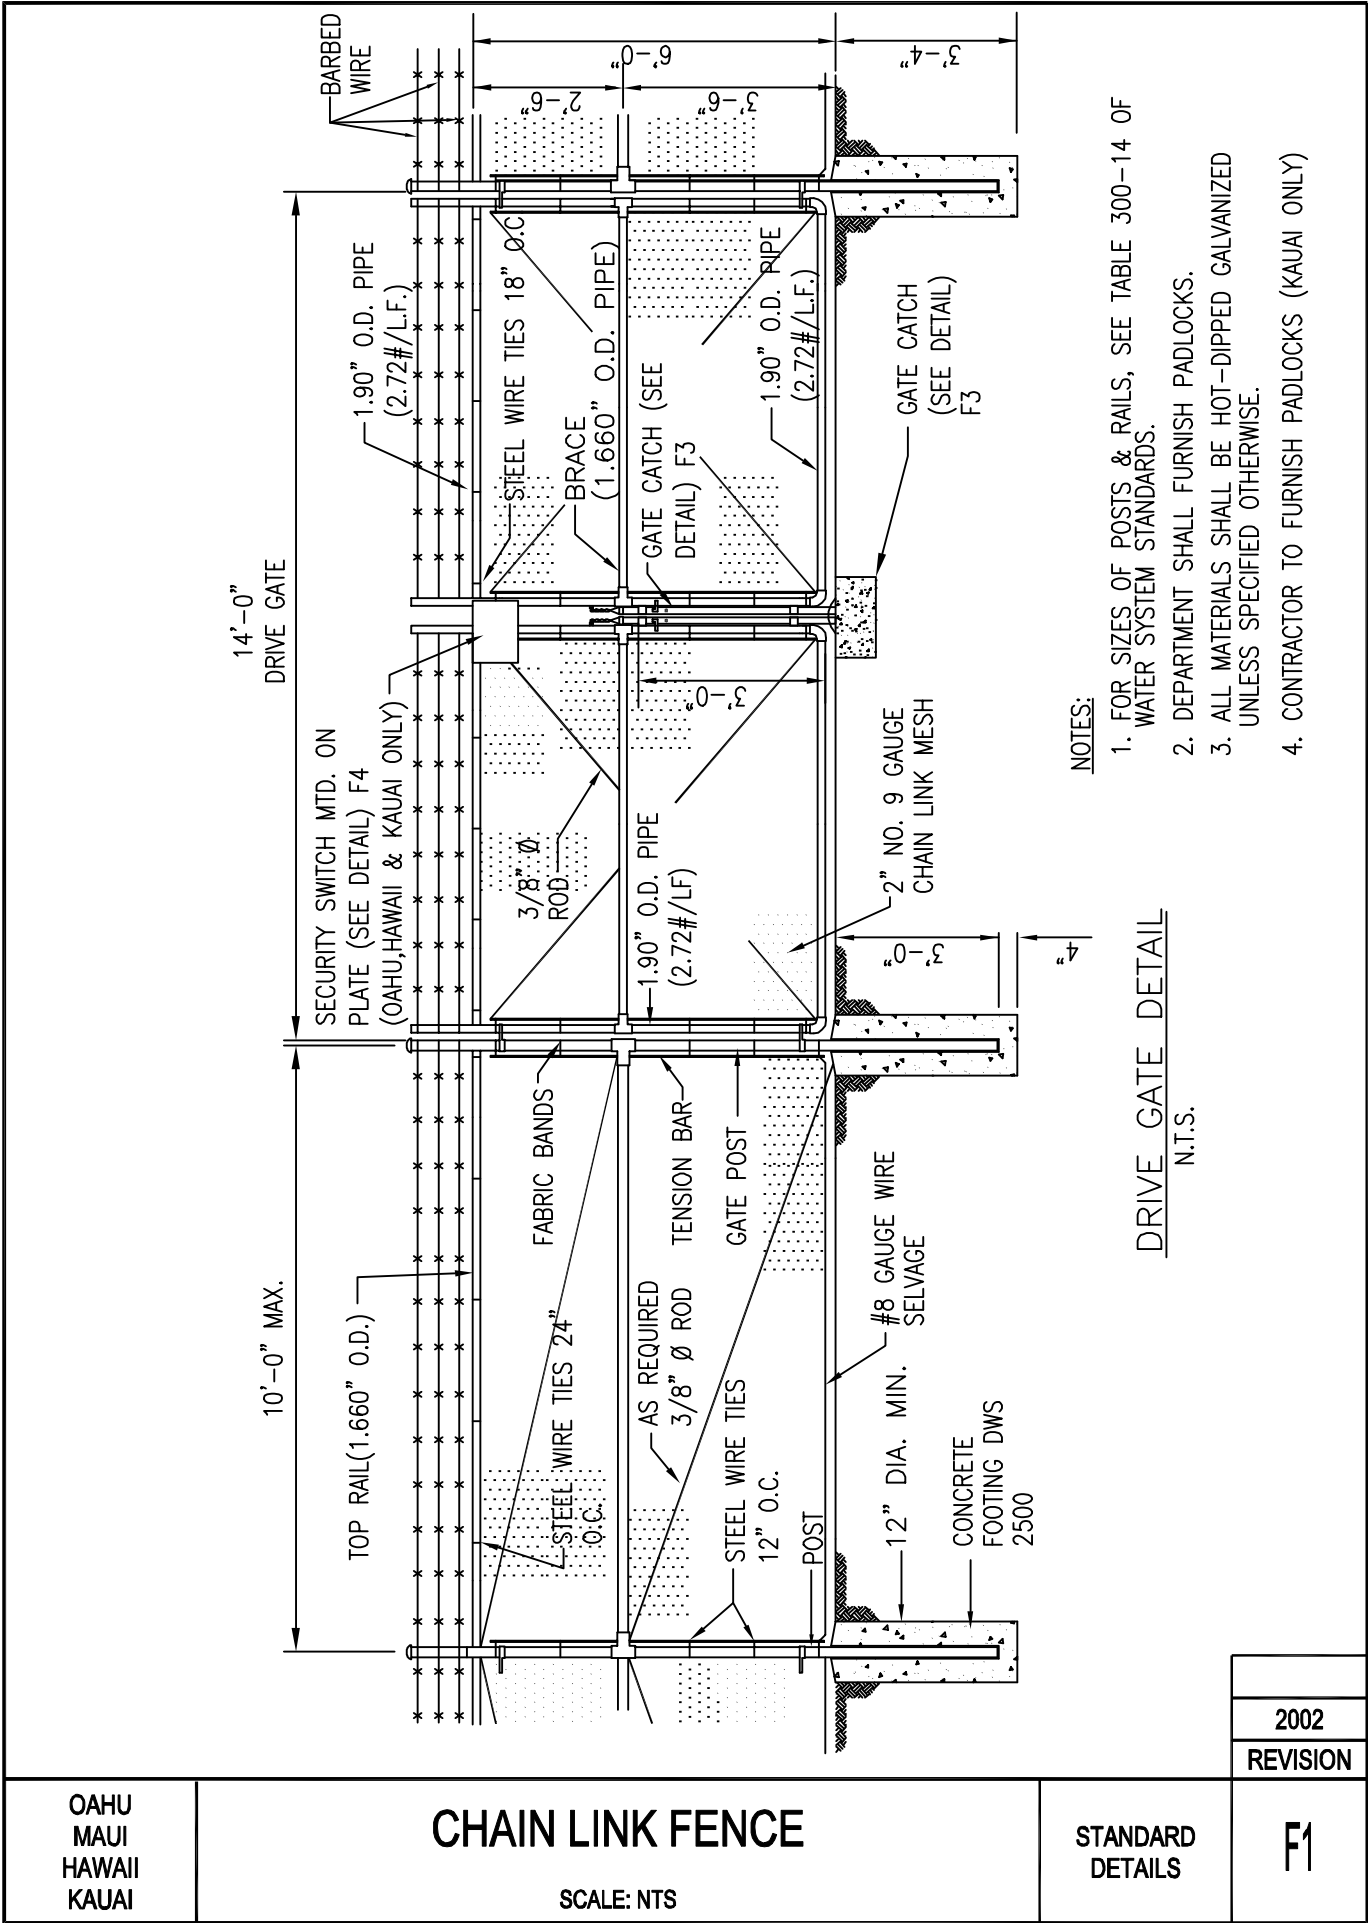 BARBED
WIRE
6'-0"
3'-4"
2'-6"
3'-6"
14'-0"
DRIVE GATE
1.90" O.D. PIPE
(2.72#/L.F.)
STEEL WIRE TIES 18" O.C
BRACE
(1.660" O.D. PIPE)
GATE CATCH (SEE
DETAIL) F3
1.90" O.D. PIPE
(2.72#/L.F.)
GATE CATCH
(SEE DETAIL)
F3
SECURITY SWITCH MTD. ON
PLATE (SEE DETAIL) F4
(OAHU,HAWAII & KAUAI ONLY)
3/8" Ø
ROD
3'-0"
1.90" O.D. PIPE
(2.72#/LF)
2" NO. 9 GAUGE
CHAIN LINK MESH
3'-0"
4"
10'-0" MAX.
TOP RAIL(1.660" O.D.)
FABRIC BANDS
TENSION BAR
GATE POST
STEEL WIRE TIES 24"
O.C.
AS REQUIRED
3/8" Ø ROD
STEEL WIRE TIES
12" O.C.
POST
#8 GAUGE WIRE
SELVAGE
12" DIA. MIN.
CONCRETE
FOOTING DWS
2500
DRIVE GATE DETAIL
N.T.S.
NOTES:
1. FOR SIZES OF POSTS & RAILS, SEE TABLE 300-14 OF
WATER SYSTEM STANDARDS.
2. DEPARTMENT SHALL FURNISH PADLOCKS.
3. ALL MATERIALS SHALL BE HOT-DIPPED GALVANIZED
UNLESS SPECIFIED OTHERWISE.
4. CONTRACTOR TO FURNISH PADLOCKS (KAUAI ONLY)
2002
REVISION
OAHU
MAUI
HAWAII
KAUAI
CHAIN LINK FENCE
SCALE: NTS
STANDARD
DETAILS
F1